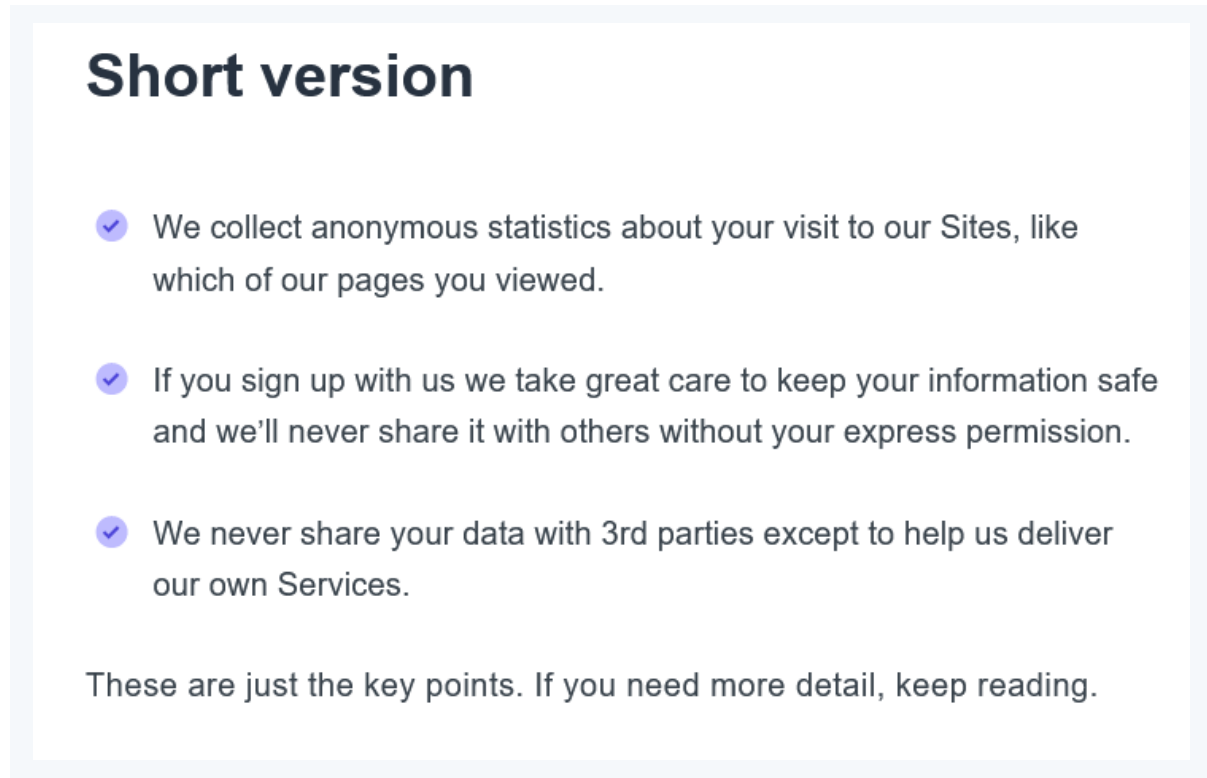 Short version
We collect anonymous statistics about your visit to our Sites, like
which of our pages you viewed.
If you sign up with us we take great care to keep your information safe
and we’ll never share it with others without your express permission.
We never share your data with 3rd parties except to help us deliver
our own Services.
These are just the key points. If you need more detail, keep reading.